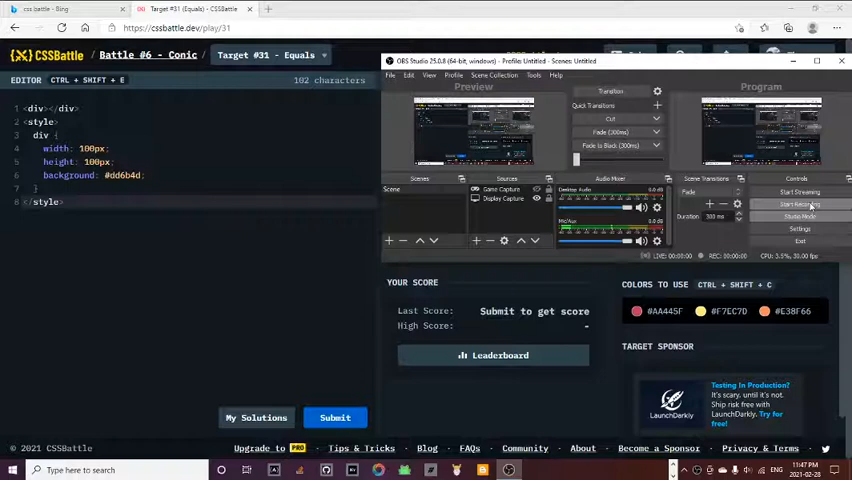 css battle - Bing
Target #31 (Equals) - CSSBattle
https://cssbattle.dev/play/31
CSSBattle
Battle #6 - Conic
Target #31 - Equals
EDITOR CTRL + SHIFT + E
102 characters
1 <div></div>
2 <style>
3 div {
4 width: 100px;
5 height: 100px;
6 background: #dd6b4d;
7 }
8 </style>
My Solutions
Submit
OBS Studio 25.0.8 (64-bit, windows) - Profile: Untitled - Scenes: Untitled
File Edit View Profile Scene Collection Tools Help
Preview
Transition
Quick Transitions
Cut
Fade (300ms)
Fade to Black (300ms)
Program
Scenes
Scene
Sources
Game Capture
Display Capture
Audio Mixer
Desktop Audio 0.0 dB
Mic/Aux 0.0 dB
Scene Transitions
Fade
Duration 300 ms
Controls
Start Streaming
Start Recording
Studio Mode
Settings
Exit
LIVE: 00:00:00 REC: 00:00:00 CPU: 3.5%, 30.00 fps
YOUR SCORE
Last Score: Submit to get score
High Score: -
Leaderboard
COLORS TO USE CTRL + SHIFT + C
#AA445F #F7EC7D #E38F66
TARGET SPONSOR
LaunchDarkly
Testing In Production?
It's scary, until it's not.
Ship risk free with
LaunchDarkly. Try for
free!
© 2021 CSSBattle
Upgrade to PRO
Tips & Tricks
Blog
FAQs
Community
About
Become a Sponsor
Privacy & Terms
Type here to search
ENG
11:47 PM
2021-02-28